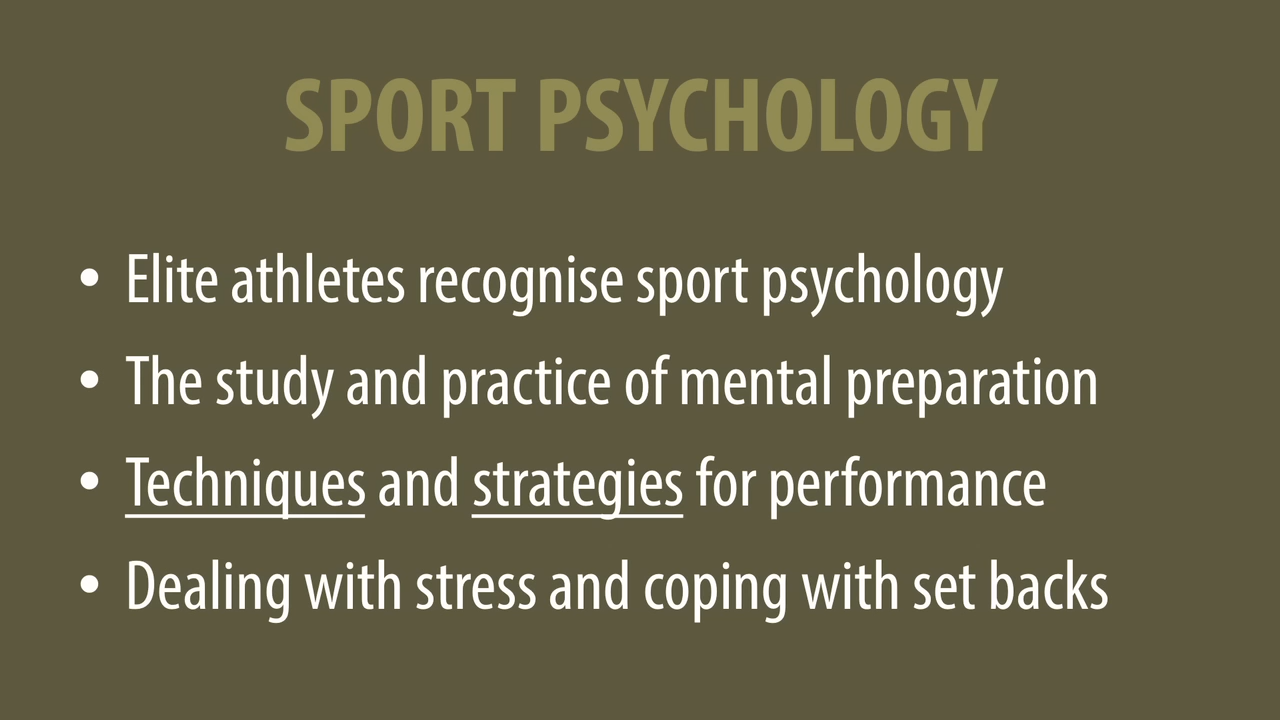 SPORT PSYCHOLOGY
• Elite athletes recognise sport psychology
• The study and practice of mental preparation
• Techniques and strategies for performance
• Dealing with stress and coping with set backs